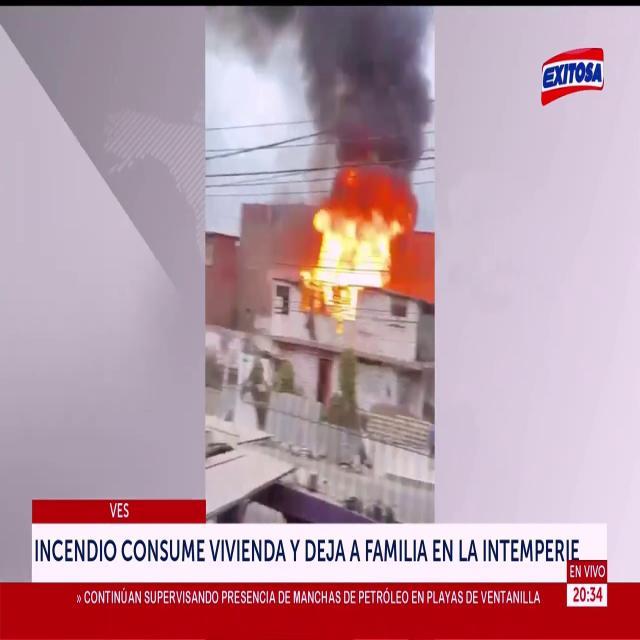 EXITOSA
VES
INCENDIO CONSUME VIVIENDA Y DEJA A FAMILIA EN LA INTEMPERIE
EN VIVO
» CONTINÚAN SUPERVISANDO PRESENCIA DE MANCHAS DE PETRÓLEO EN PLAYAS DE VENTANILLA
20:34